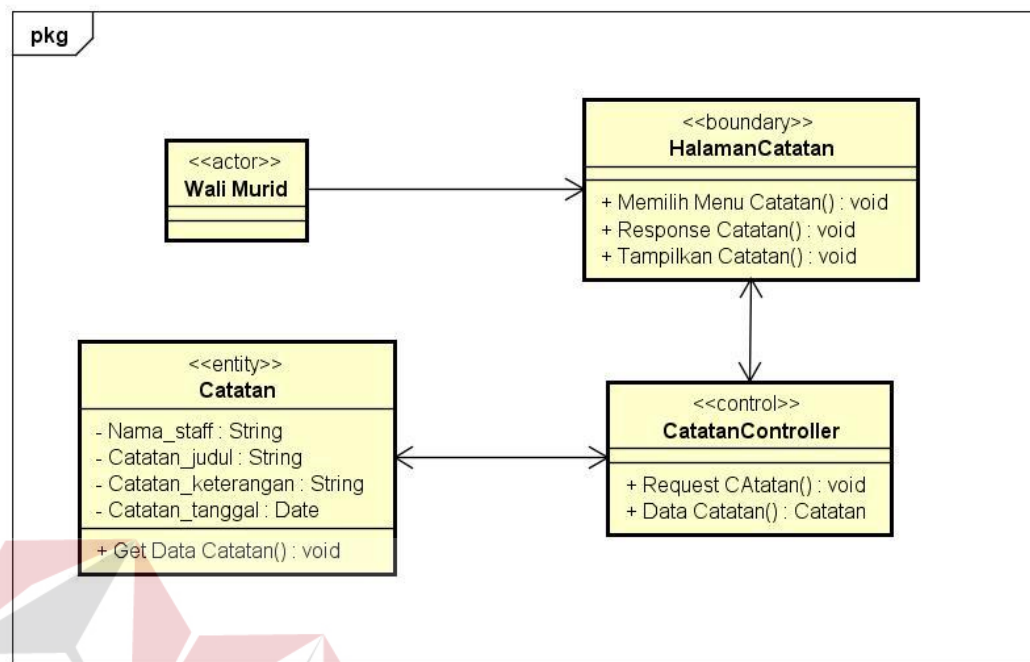 pkg
<<actor>>
Wali Murid
<<boundary>>
HalamanCatatan
+ Memilih Menu Catatan() : void
+ Response Catatan() : void
+ Tampilkan Catatan() : void
<<entity>>
Catatan
- Nama_staff : String
- Catatan_judul : String
- Catatan_keterangan : String
- Catatan_tanggal : Date
+ Get Data Catatan() : void
<<control>>
CatatanController
+ Request CAtatan() : void
+ Data Catatan() : Catatan